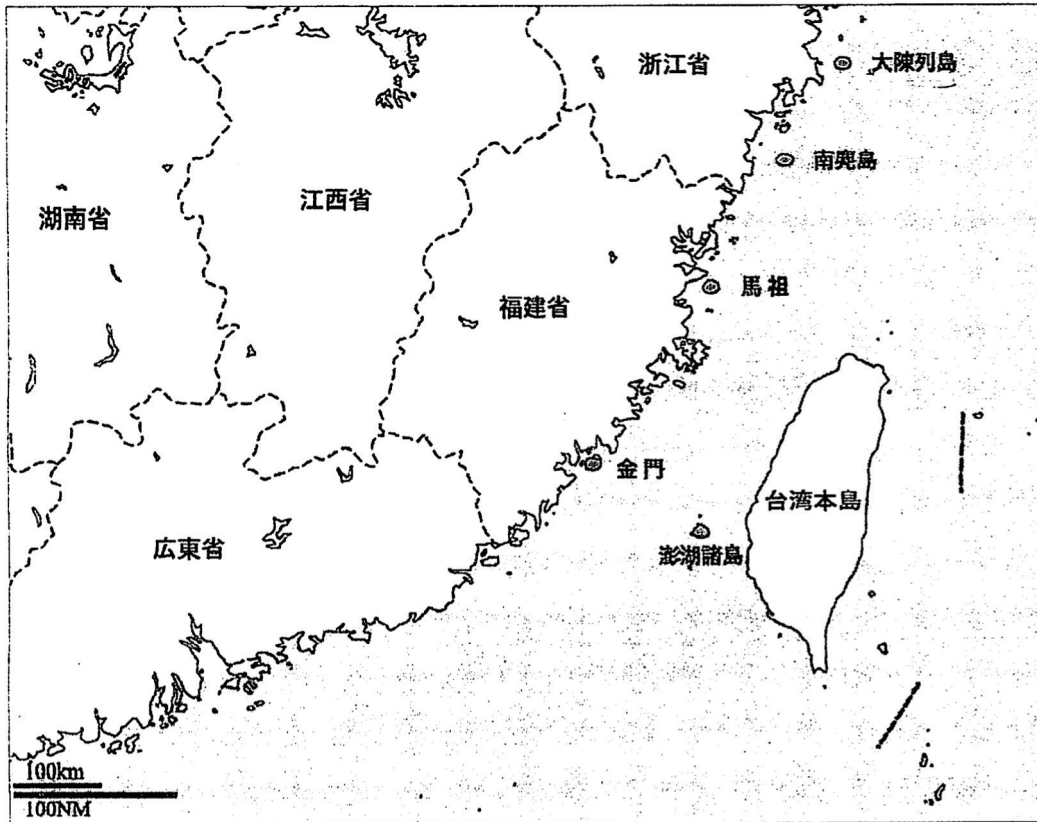 浙江省
大陳列島
南麂島
湖南省
江西省
馬祖
福建省
金門
台湾本島
広東省
澎湖諸島
100km
100NM